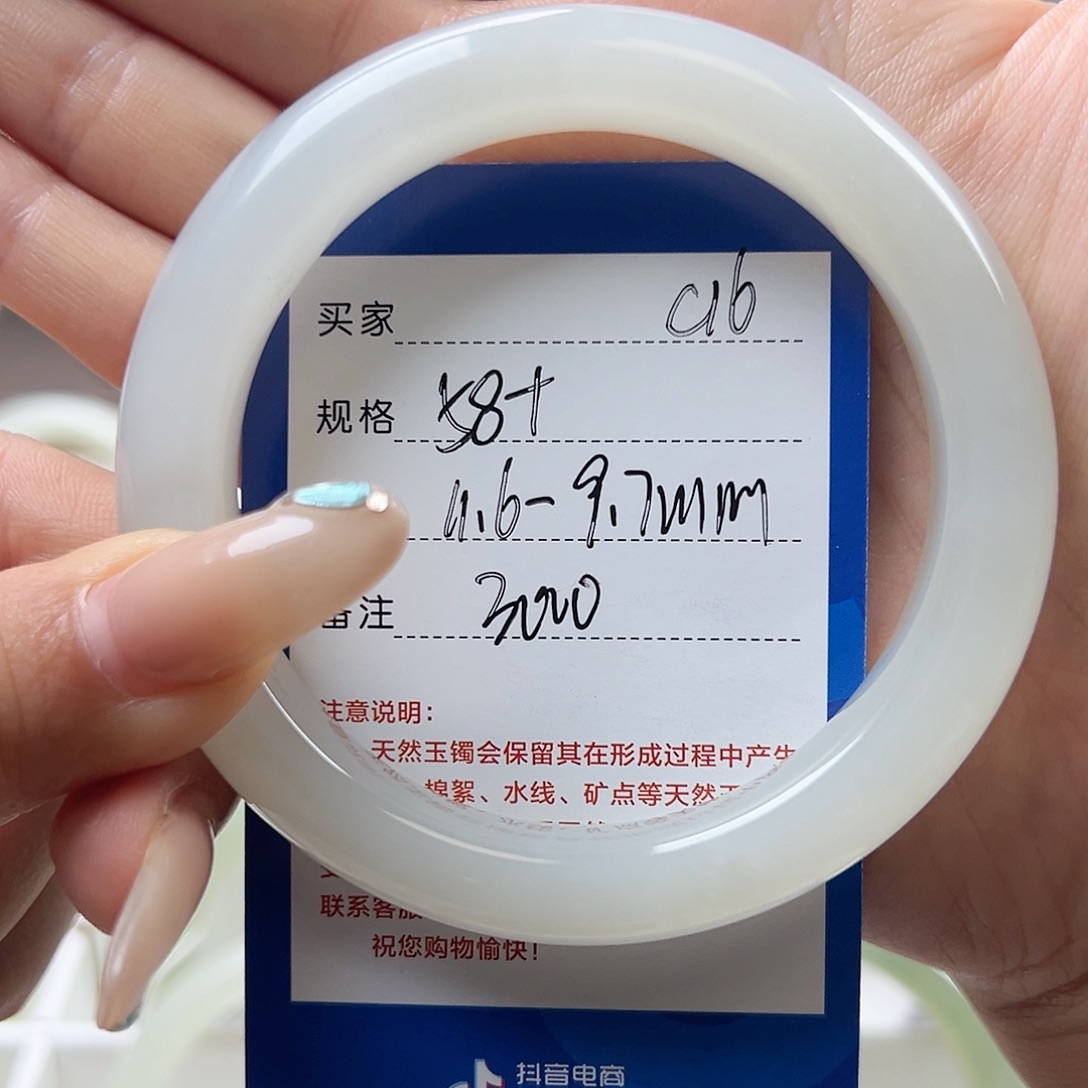 买家 C16
规格 58+
11.6-9.7mm
备注 3000
注意说明：
天然玉镯会保留其在形成过程中产生
棉絮、水线、矿点等天然
联系客服
祝您购物愉快！
抖音电商